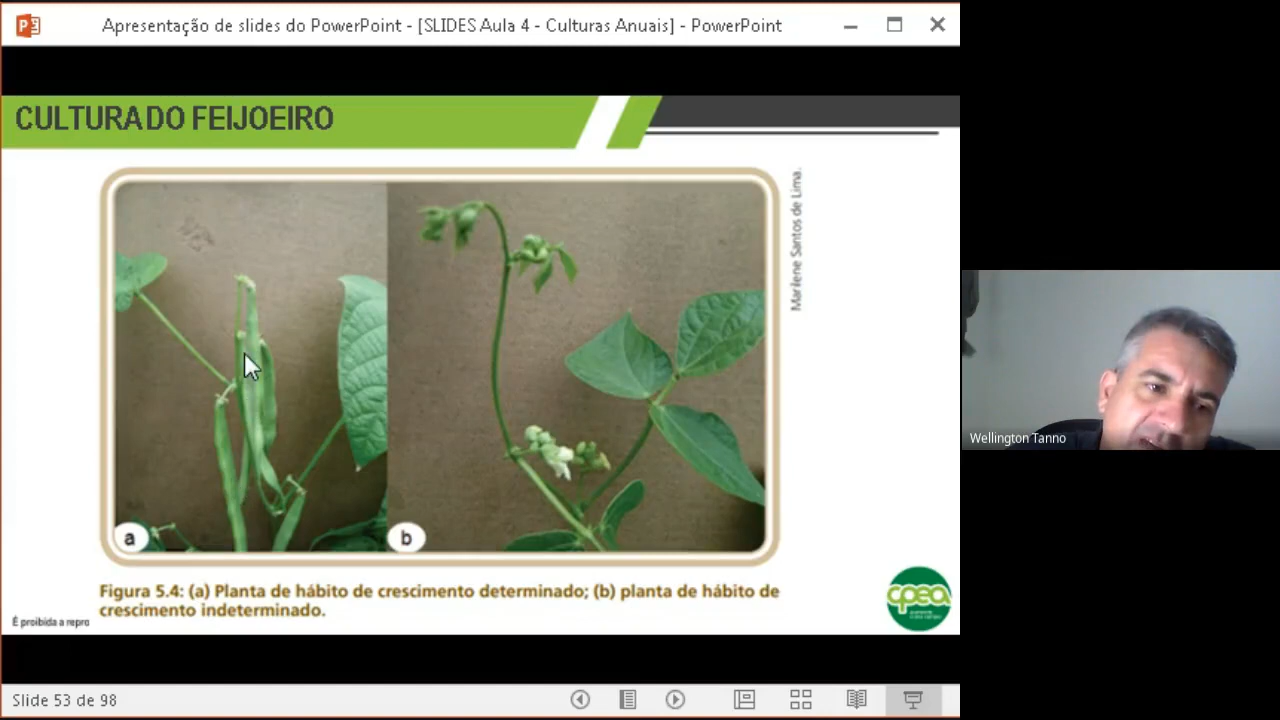 Apresentação de slides do PowerPoint - [SLIDES Aula 4 - Culturas Anuais] - PowerPoint
CULTURA DO FEIJOEIRO
Marilene Santos de Lima.
a
b
Figura 5.4: (a) Planta de hábito de crescimento determinado; (b) planta de hábito de
crescimento indeterminado.
É proibida a repro
cpea
Wellington Tanno
Slide 53 de 98